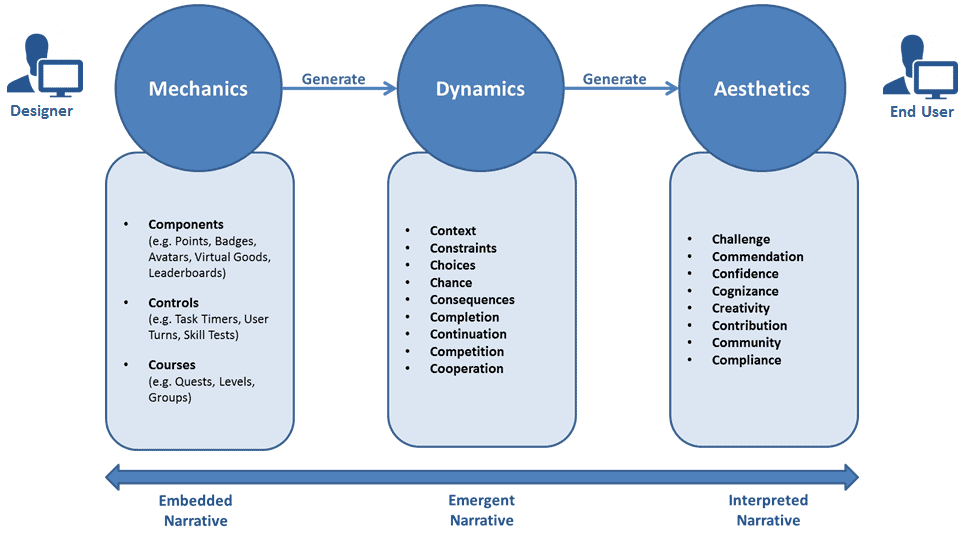 Designer
Mechanics
Generate
Dynamics
Generate
Aesthetics
End User
• Components
(e.g. Points, Badges,
Avatars, Virtual Goods,
Leaderboards)
• Controls
(e.g. Task Timers, User
Turns, Skill Tests)
• Courses
(e.g. Quests, Levels,
Groups)
• Context
• Constraints
• Choices
• Chance
• Consequences
• Completion
• Continuation
• Competition
• Cooperation
• Challenge
• Commendation
• Confidence
• Cognizance
• Creativity
• Contribution
• Community
• Compliance
Embedded
Narrative
Emergent
Narrative
Interpreted
Narrative